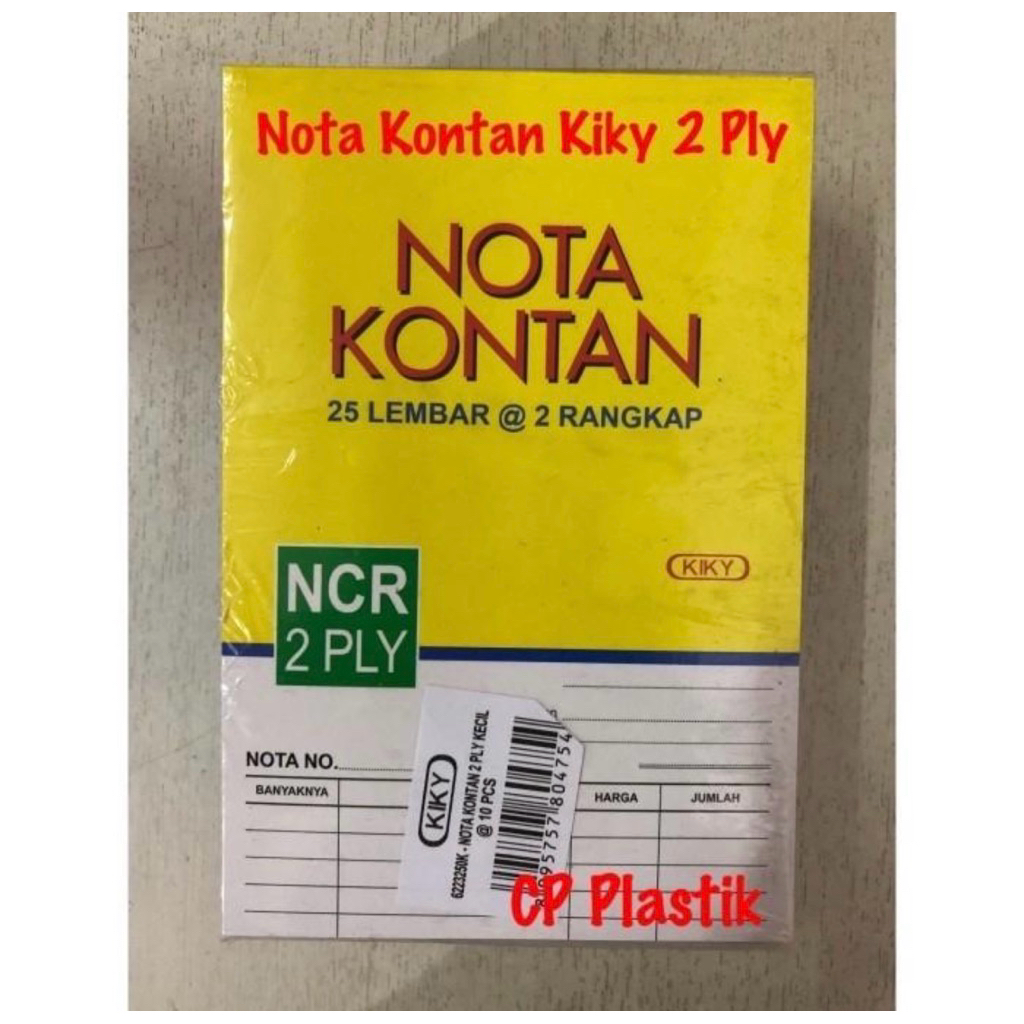 Nota Kontan Kiky 2 Ply
NOTA
KONTAN
25 LEMBAR @ 2 RANGKAP
KIKY
NCR
2 PLY
NOTA NO.
BANYAKNYA
HARGA
JUMLAH
KIKY
6223250K - NOTA KONTAN 2 PLY KECIL
@ 10 PCS
CP Plastik